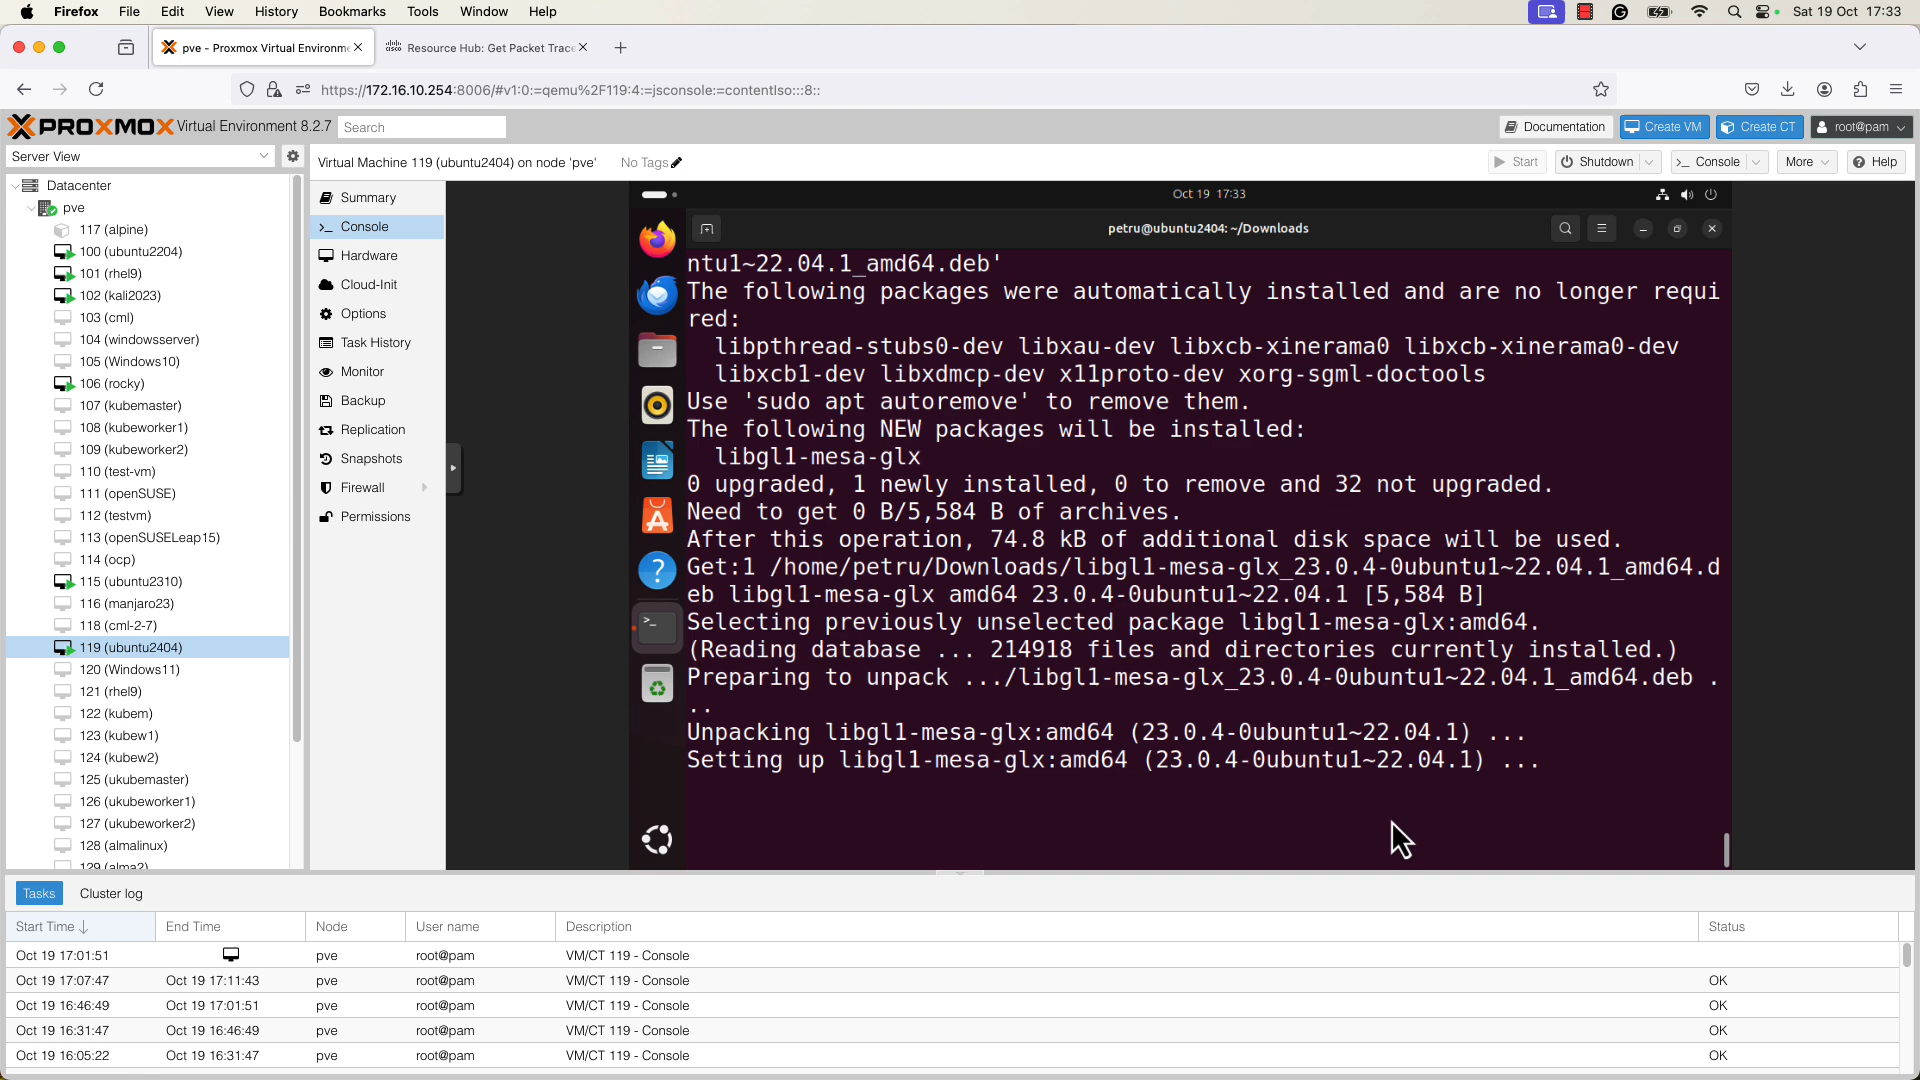 Firefox File Edit View History Bookmarks Tools Window Help Sat 19 Oct 17:33
pve - Proxmox Virtual Environme Resource Hub: Get Packet Trace
https://172.16.10.254:8006/#v1:0:=qemu%2F119:4:=jsconsole:=contentIso:::8::
PROXMOX Virtual Environment 8.2.7 Search Documentation Create VM Create CT root@pam
Server View
Virtual Machine 119 (ubuntu2404) on node 'pve' No Tags Start Shutdown Console More Help
Datacenter
pve
117 (alpine)
100 (ubuntu2204)
101 (rhel9)
102 (kali2023)
103 (cml)
104 (windowsserver)
105 (Windows10)
106 (rocky)
107 (kubemaster)
108 (kubeworker1)
109 (kubeworker2)
110 (test-vm)
111 (openSUSE)
112 (testvm)
113 (openSUSELeap15)
114 (ocp)
115 (ubuntu2310)
116 (manjaro23)
118 (cml-2-7)
119 (ubuntu2404)
120 (Windows11)
121 (rhel9)
122 (kubem)
123 (kubew1)
124 (kubew2)
125 (ukubemaster)
126 (ukubeworker1)
127 (ukubeworker2)
128 (almalinux)
129 (alma2)
Summary
Console
Hardware
Cloud-Init
Options
Task History
Monitor
Backup
Replication
Snapshots
Firewall
Permissions
Oct 19 17:33
petru@ubuntu2404: ~/Downloads
ntu1~22.04.1_amd64.deb'
The following packages were automatically installed and are no longer requi
red:
libpthread-stubs0-dev libxau-dev libxcb-xinerama0 libxcb-xinerama0-dev
libxcb1-dev libxdmcp-dev x11proto-dev xorg-sgml-doctools
Use 'sudo apt autoremove' to remove them.
The following NEW packages will be installed:
libgl1-mesa-glx
0 upgraded, 1 newly installed, 0 to remove and 32 not upgraded.
Need to get 0 B/5,584 B of archives.
After this operation, 74.8 kB of additional disk space will be used.
Get:1 /home/petru/Downloads/libgl1-mesa-glx_23.0.4-0ubuntu1~22.04.1_amd64.d
eb libgl1-mesa-glx amd64 23.0.4-0ubuntu1~22.04.1 [5,584 B]
Selecting previously unselected package libgl1-mesa-glx:amd64.
(Reading database ... 214918 files and directories currently installed.)
Preparing to unpack .../libgl1-mesa-glx_23.0.4-0ubuntu1~22.04.1_amd64.deb .
..
Unpacking libgl1-mesa-glx:amd64 (23.0.4-0ubuntu1~22.04.1) ...
Setting up libgl1-mesa-glx:amd64 (23.0.4-0ubuntu1~22.04.1) ...
Tasks Cluster log
Start Time End Time Node User name Description Status
Oct 19 17:01:51 pve root@pam VM/CT 119 - Console
Oct 19 17:07:47 Oct 19 17:11:43 pve root@pam VM/CT 119 - Console OK
Oct 19 16:46:49 Oct 19 17:01:51 pve root@pam VM/CT 119 - Console OK
Oct 19 16:31:47 Oct 19 16:46:49 pve root@pam VM/CT 119 - Console OK
Oct 19 16:05:22 Oct 19 16:31:47 pve root@pam VM/CT 119 - Console OK